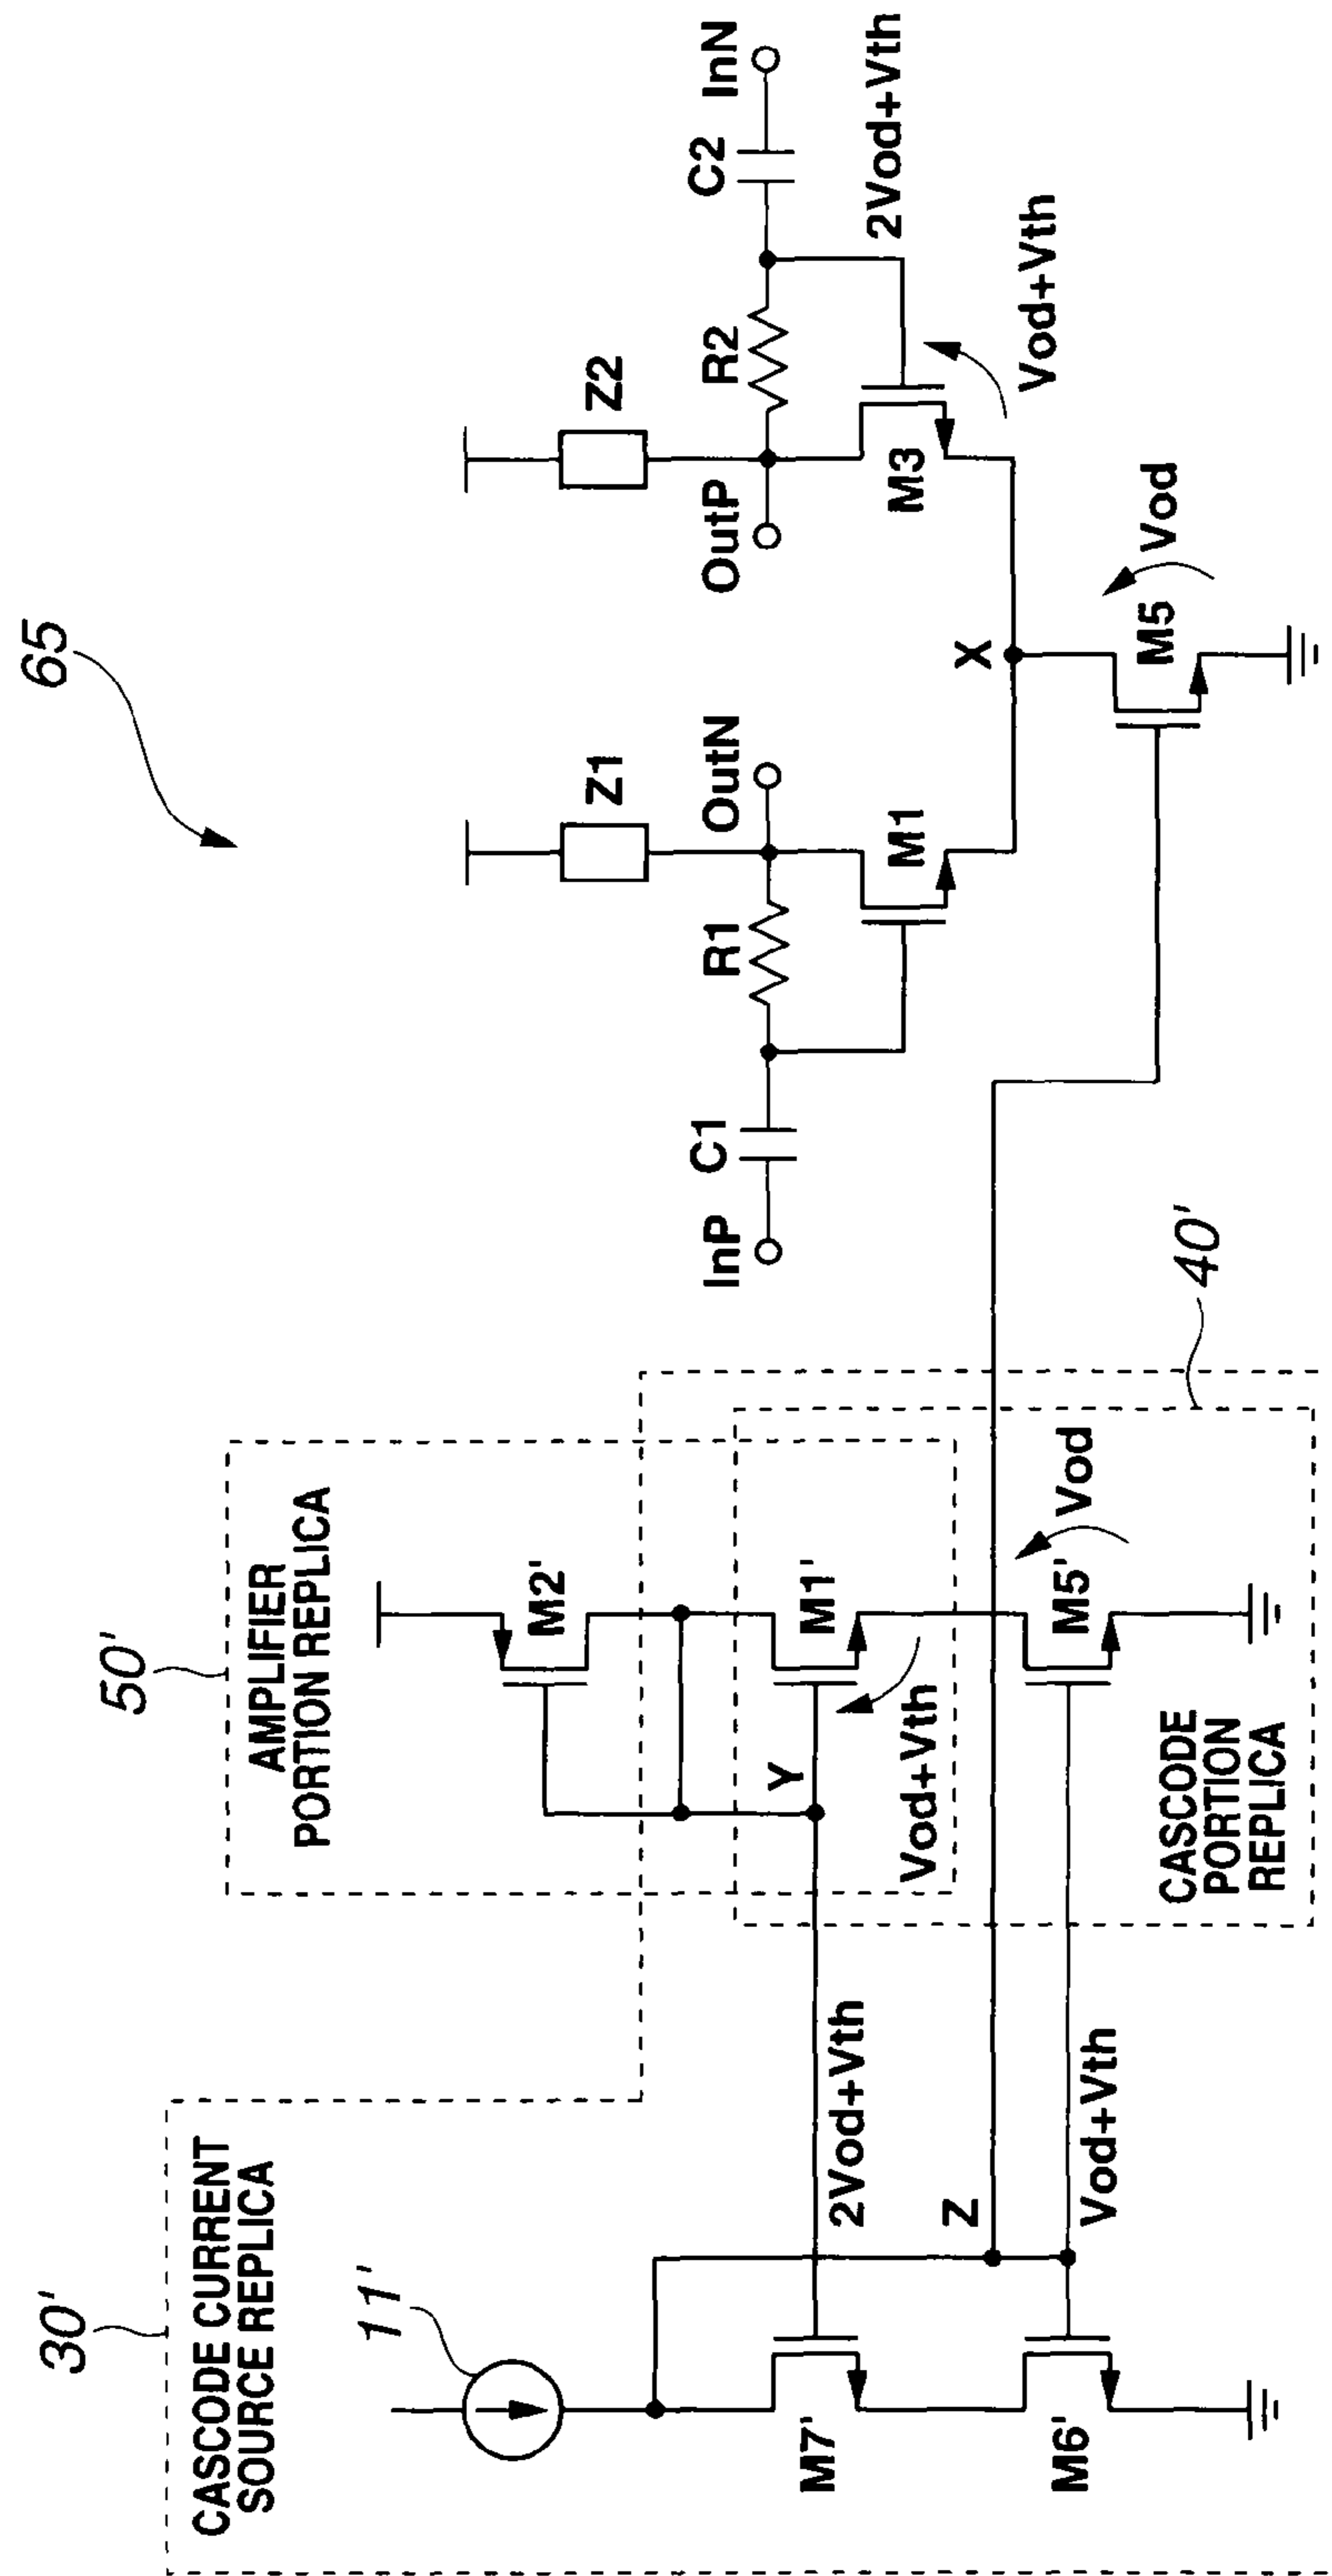 65
30'
CASCODE CURRENT
SOURCE REPLICA
11'
M7'
M6'
2Vod+Vth
Z
Vod+Vth
50'
AMPLIFIER
PORTION REPLICA
M2'
Y
M1'
Vod+Vth
M5'
Vod
CASCODE
PORTION
REPLICA
40'
InP
C1
R1
Z1
OutN
M1
X
M5
Vod
OutP
Z2
R2
M3
C2
InN
2Vod+Vth
Vod+Vth